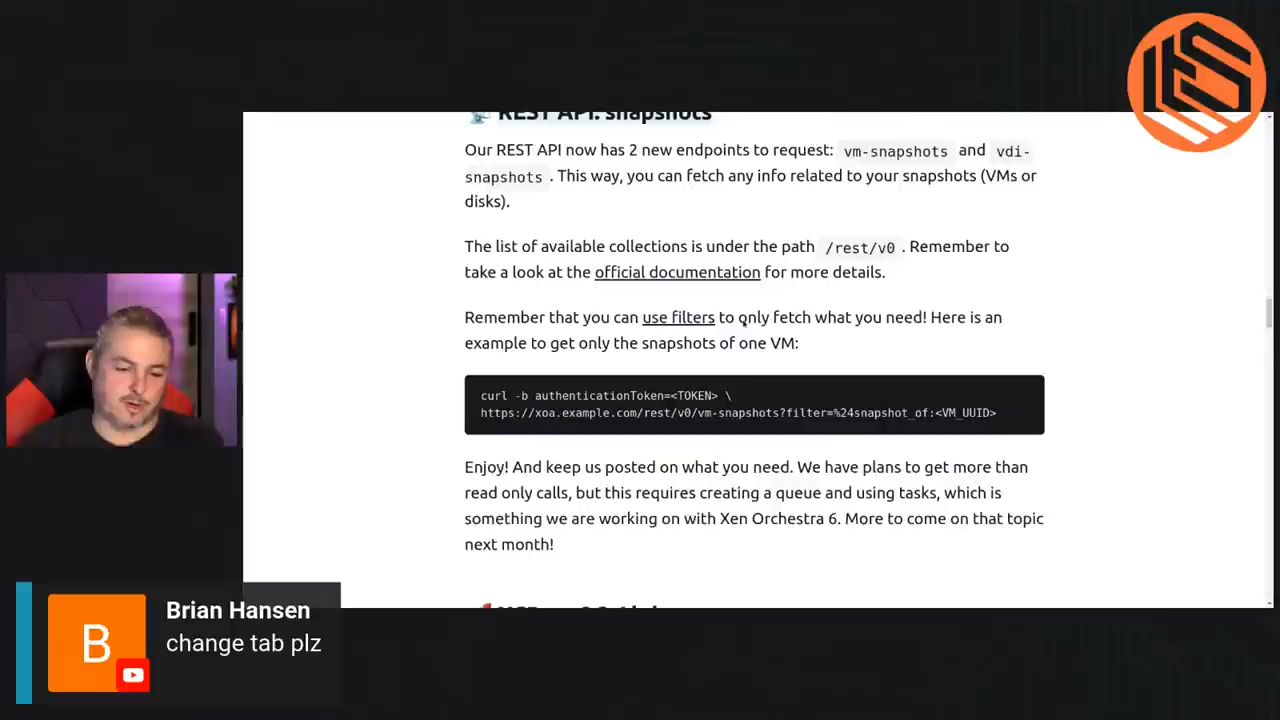 REST API: snapshots
Our REST API now has 2 new endpoints to request: vm-snapshots and vdi-
snapshots . This way, you can fetch any info related to your snapshots (VMs or
disks).
The list of available collections is under the path /rest/v0 . Remember to
take a look at the official documentation for more details.
Remember that you can use filters to only fetch what you need! Here is an
example to get only the snapshots of one VM:
curl -b authenticationToken=<TOKEN> \
https://xoa.example.com/rest/v0/vm-snapshots?filter=%24snapshot_of:<VM_UUID>
Enjoy! And keep us posted on what you need. We have plans to get more than
read only calls, but this requires creating a queue and using tasks, which is
something we are working on with Xen Orchestra 6. More to come on that topic
next month!
B
Brian Hansen
change tab plz